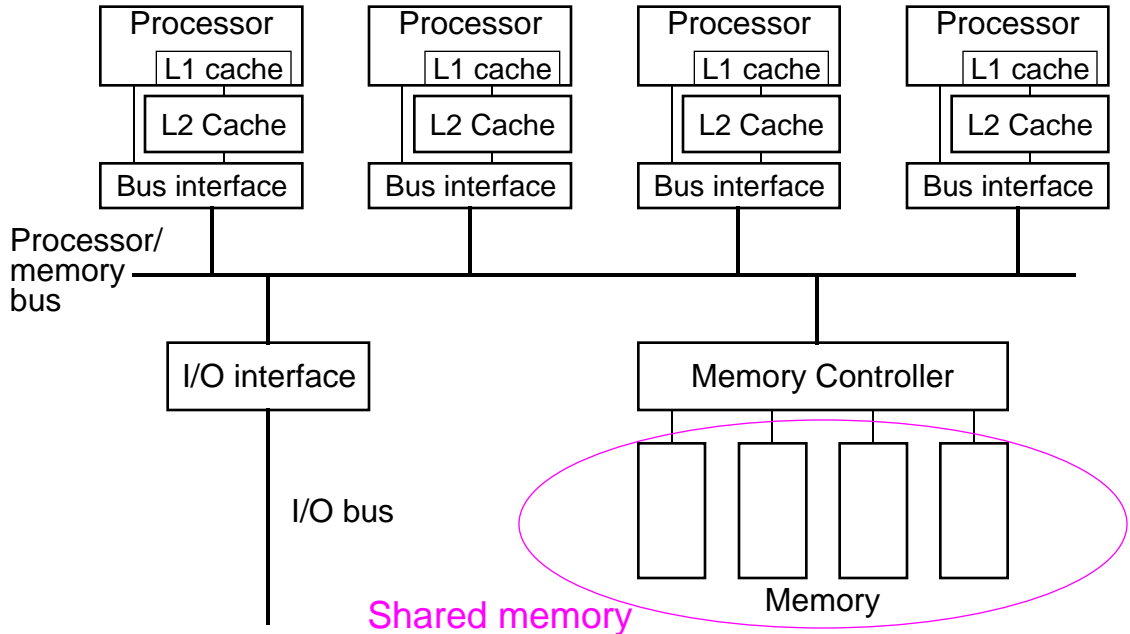 Processor
Processor
Processor
Processor
L1 cache
L1 cache
L1 cache
L1 cache
L2 Cache
L2 Cache
L2 Cache
L2 Cache
Bus interface
Bus interface
Bus interface
Bus interface
Processor/
memory
bus
I/O interface
Memory Controller
I/O bus
Memory
Shared memory